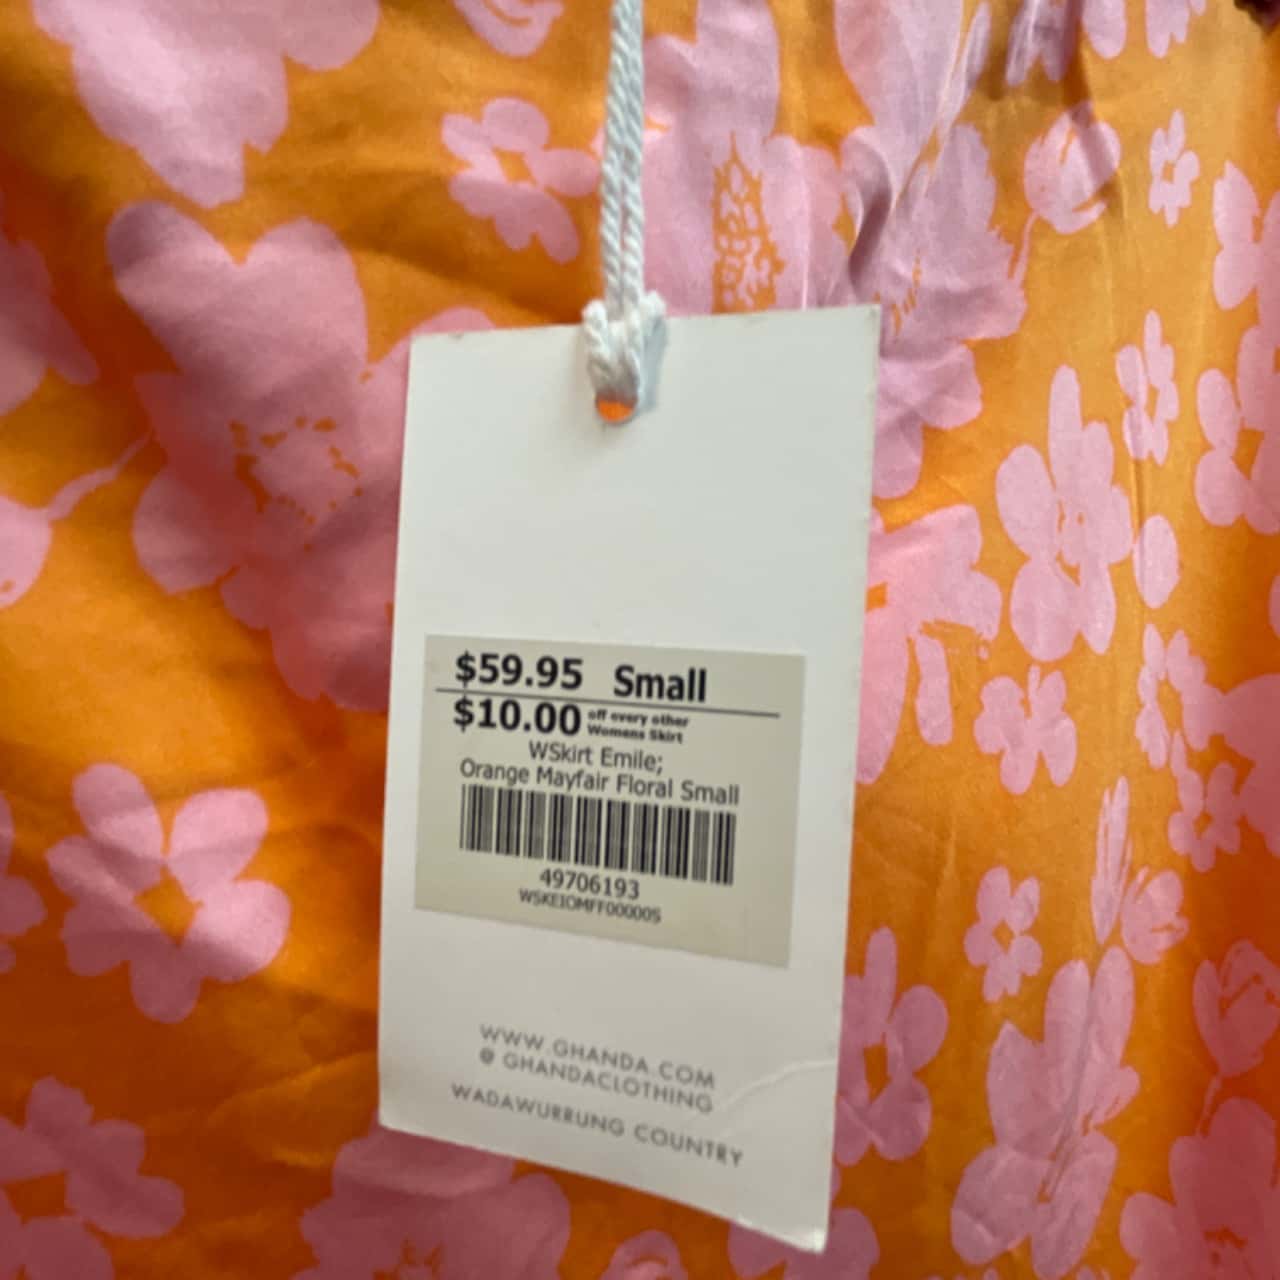 $59.95 Small
$10.00 off every other
Womens Skirt
WSkirt Emile;
Orange Mayfair Floral Small
49706193
WSKEIOMFF00000S
WWW.GHANDA.COM
@ GHANDACLOTHING
WADAWURRUNG COUNTRY